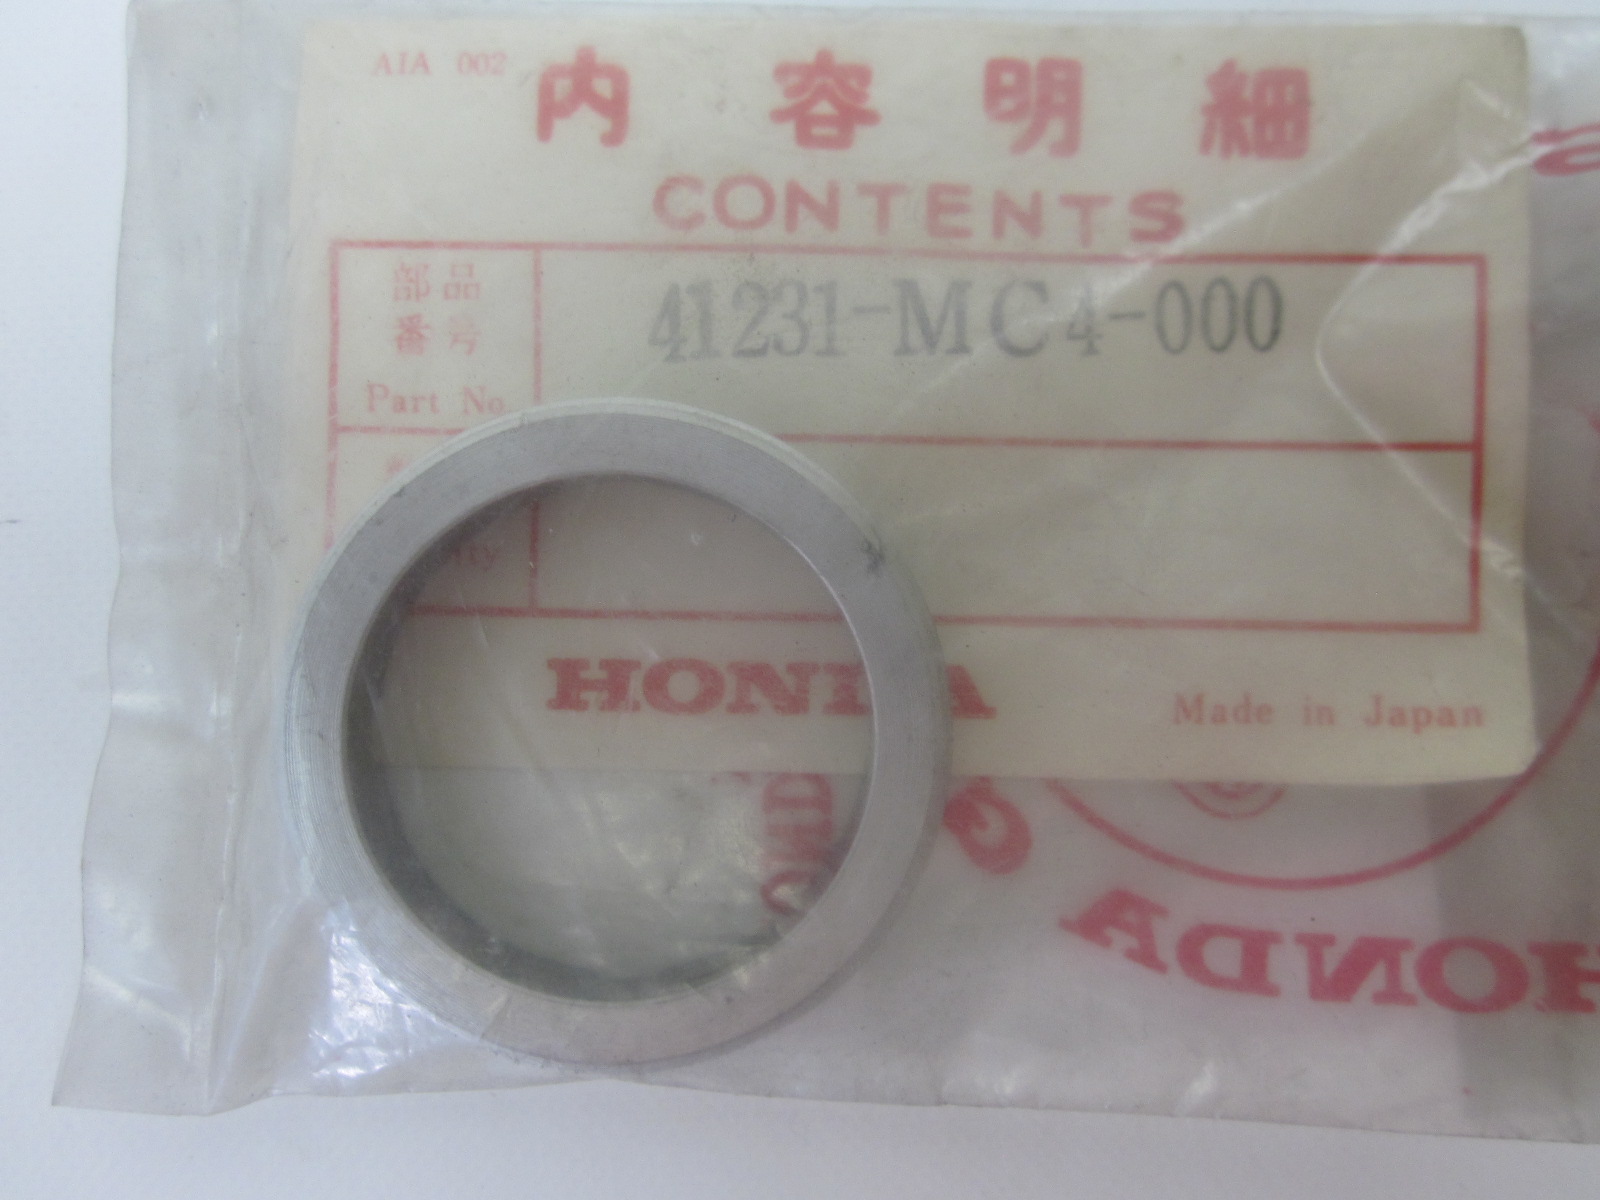 AIA 002
内容明細
CONTENTS
部品
番号
Part No.
41231-MC4-000
HONDA
Made in Japan
HONDA